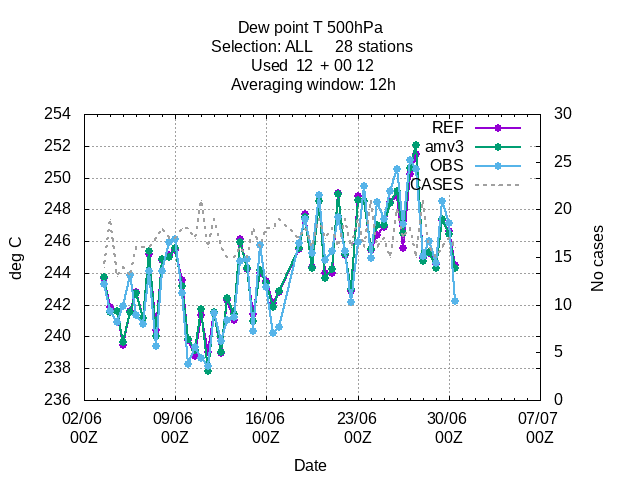 Dew point T 500hPa
Selection: ALL     28 stations
Used  12  + 00 12
Averaging window: 12h
254
252
250
248
246
244
242
240
238
236
deg C
30
25
20
15
10
5
0
No cases
REF
amv3
OBS
CASES
02/06 09/06 16/06 23/06 30/06 07/07
00Z 00Z 00Z 00Z 00Z 00Z
Date